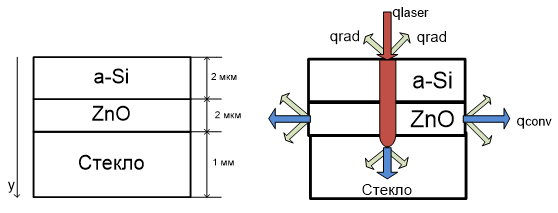 a-Si
2 мкм
ZnO
2 мкм
Стекло
1 мм
y
qlaser
qrad
qrad
a-Si
ZnO
qconv
Стекло